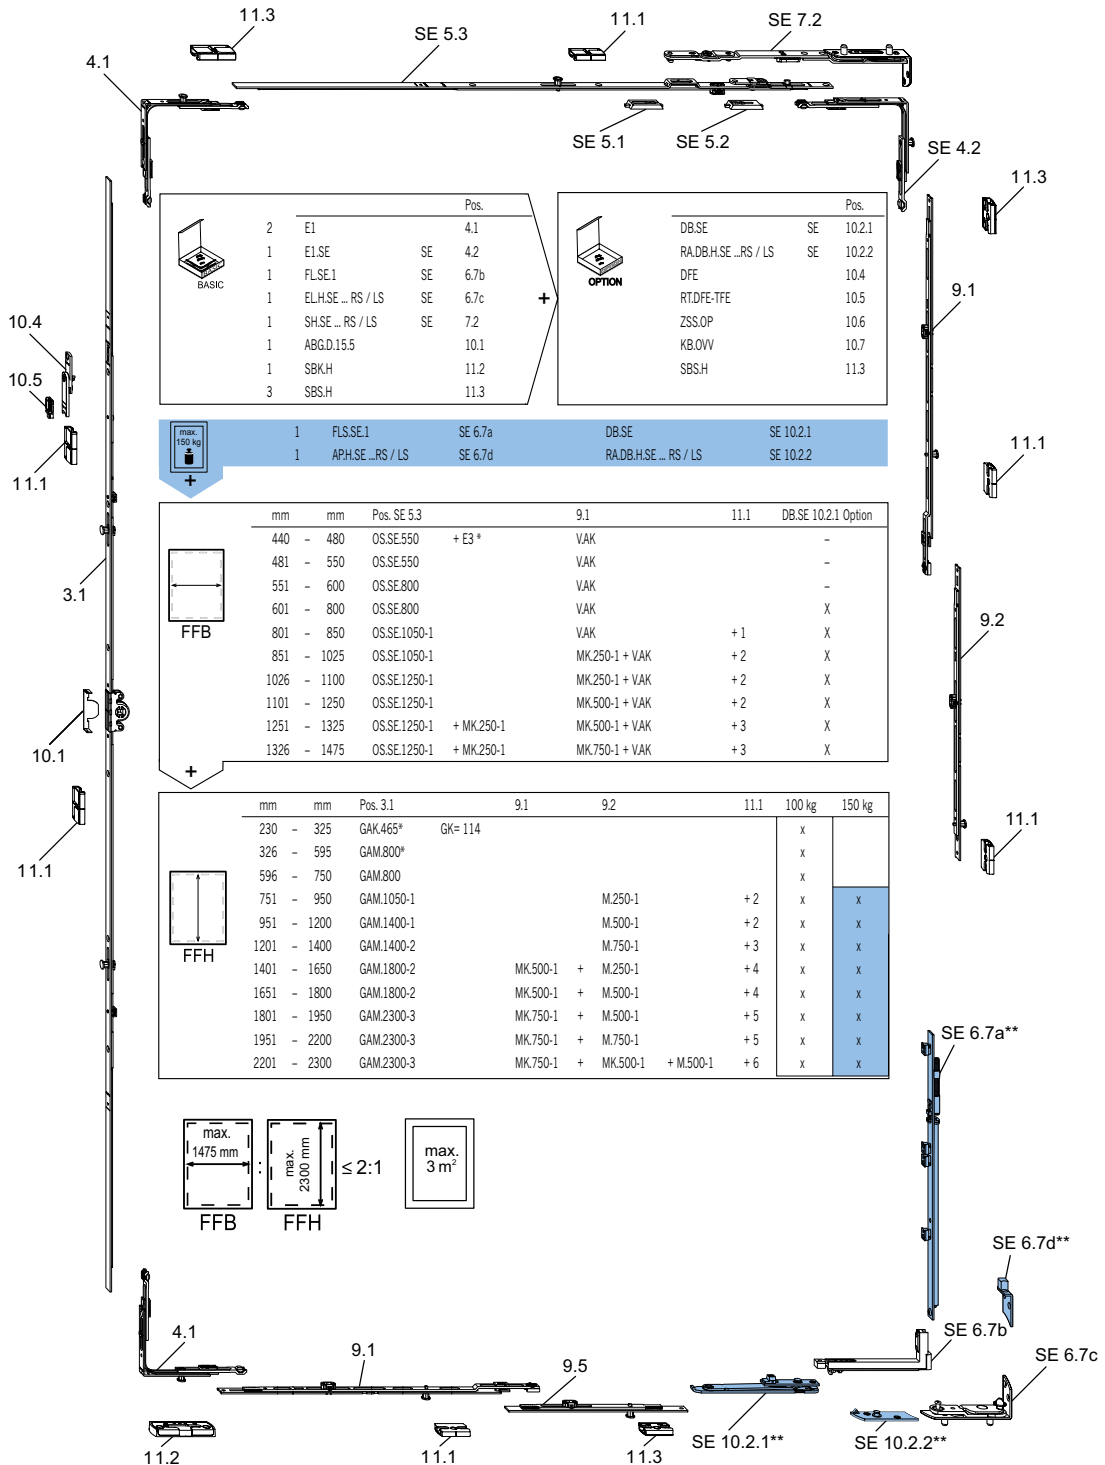 11.3
SE 5.3
11.1
SE 7.2
4.1
SE 5.1
SE 5.2
SE 4.2
11.3
Pos.
2 E1 4.1
1 E1.SE SE 4.2
1 FL.SE.1 SE 6.7b
1 EL.H.SE ... RS / LS SE 6.7c
1 SH.SE ... RS / LS SE 7.2
1 ABG.D.15.5 10.1
1 SBK.H 11.2
3 SBS.H 11.3
BASIC
+
Pos.
DB.SE SE 10.2.1
RA.DB.H.SE ...RS / LS SE 10.2.2
DFE 10.4
RT.DFE-TFE 10.5
ZSS.OP 10.6
KB.OVV 10.7
SBS.H 11.3
OPTION
9.1
10.4
10.5
11.1
max.
150 kg
1 FLS.SE.1 SE 6.7a DB.SE SE 10.2.1
1 AP.H.SE ...RS / LS SE 6.7d RA.DB.H.SE ... RS / LS SE 10.2.2
+
11.1
mm mm Pos. SE 5.3 9.1 11.1 DB.SE 10.2.1 Option
440 – 480 OS.SE.550 + E3 * V.AK –
481 – 550 OS.SE.550 V.AK –
551 – 600 OS.SE.800 V.AK –
601 – 800 OS.SE.800 V.AK X
801 – 850 OS.SE.1050-1 V.AK + 1 X
851 – 1025 OS.SE.1050-1 MK.250-1 + V.AK + 2 X
1026 – 1100 OS.SE.1250-1 MK.250-1 + V.AK + 2 X
1101 – 1250 OS.SE.1250-1 MK.500-1 + V.AK + 2 X
1251 – 1325 OS.SE.1250-1 + MK.250-1 MK.500-1 + V.AK + 3 X
1326 – 1475 OS.SE.1250-1 + MK.250-1 MK.750-1 + V.AK + 3 X
FFB
+
3.1
9.2
10.1
11.1
11.1
mm mm Pos. 3.1 9.1 9.2 11.1 100 kg 150 kg
230 – 325 GAK.465* GK= 114 x
326 – 595 GAM.800* x
596 – 750 GAM.800 x
751 – 950 GAM.1050-1 M.250-1 + 2 x x
951 – 1200 GAM.1400-1 M.500-1 + 2 x x
1201 – 1400 GAM.1400-2 M.750-1 + 3 x x
1401 – 1650 GAM.1800-2 MK.500-1 + M.250-1 + 4 x x
1651 – 1800 GAM.1800-2 MK.500-1 + M.500-1 + 4 x x
1801 – 1950 GAM.2300-3 MK.750-1 + M.500-1 + 5 x x
1951 – 2200 GAM.2300-3 MK.750-1 + M.750-1 + 5 x x
2201 – 2300 GAM.2300-3 MK.750-1 + MK.500-1 + M.500-1 + 6 x x
FFH
SE 6.7a**
max.
1475 mm
FFB
:
max.
2300 mm
FFH
≤ 2:1
max.
3 m²
SE 6.7d**
SE 6.7b
SE 6.7c
4.1
9.1
9.5
SE 10.2.1**
SE 10.2.2**
11.2
11.1
11.3